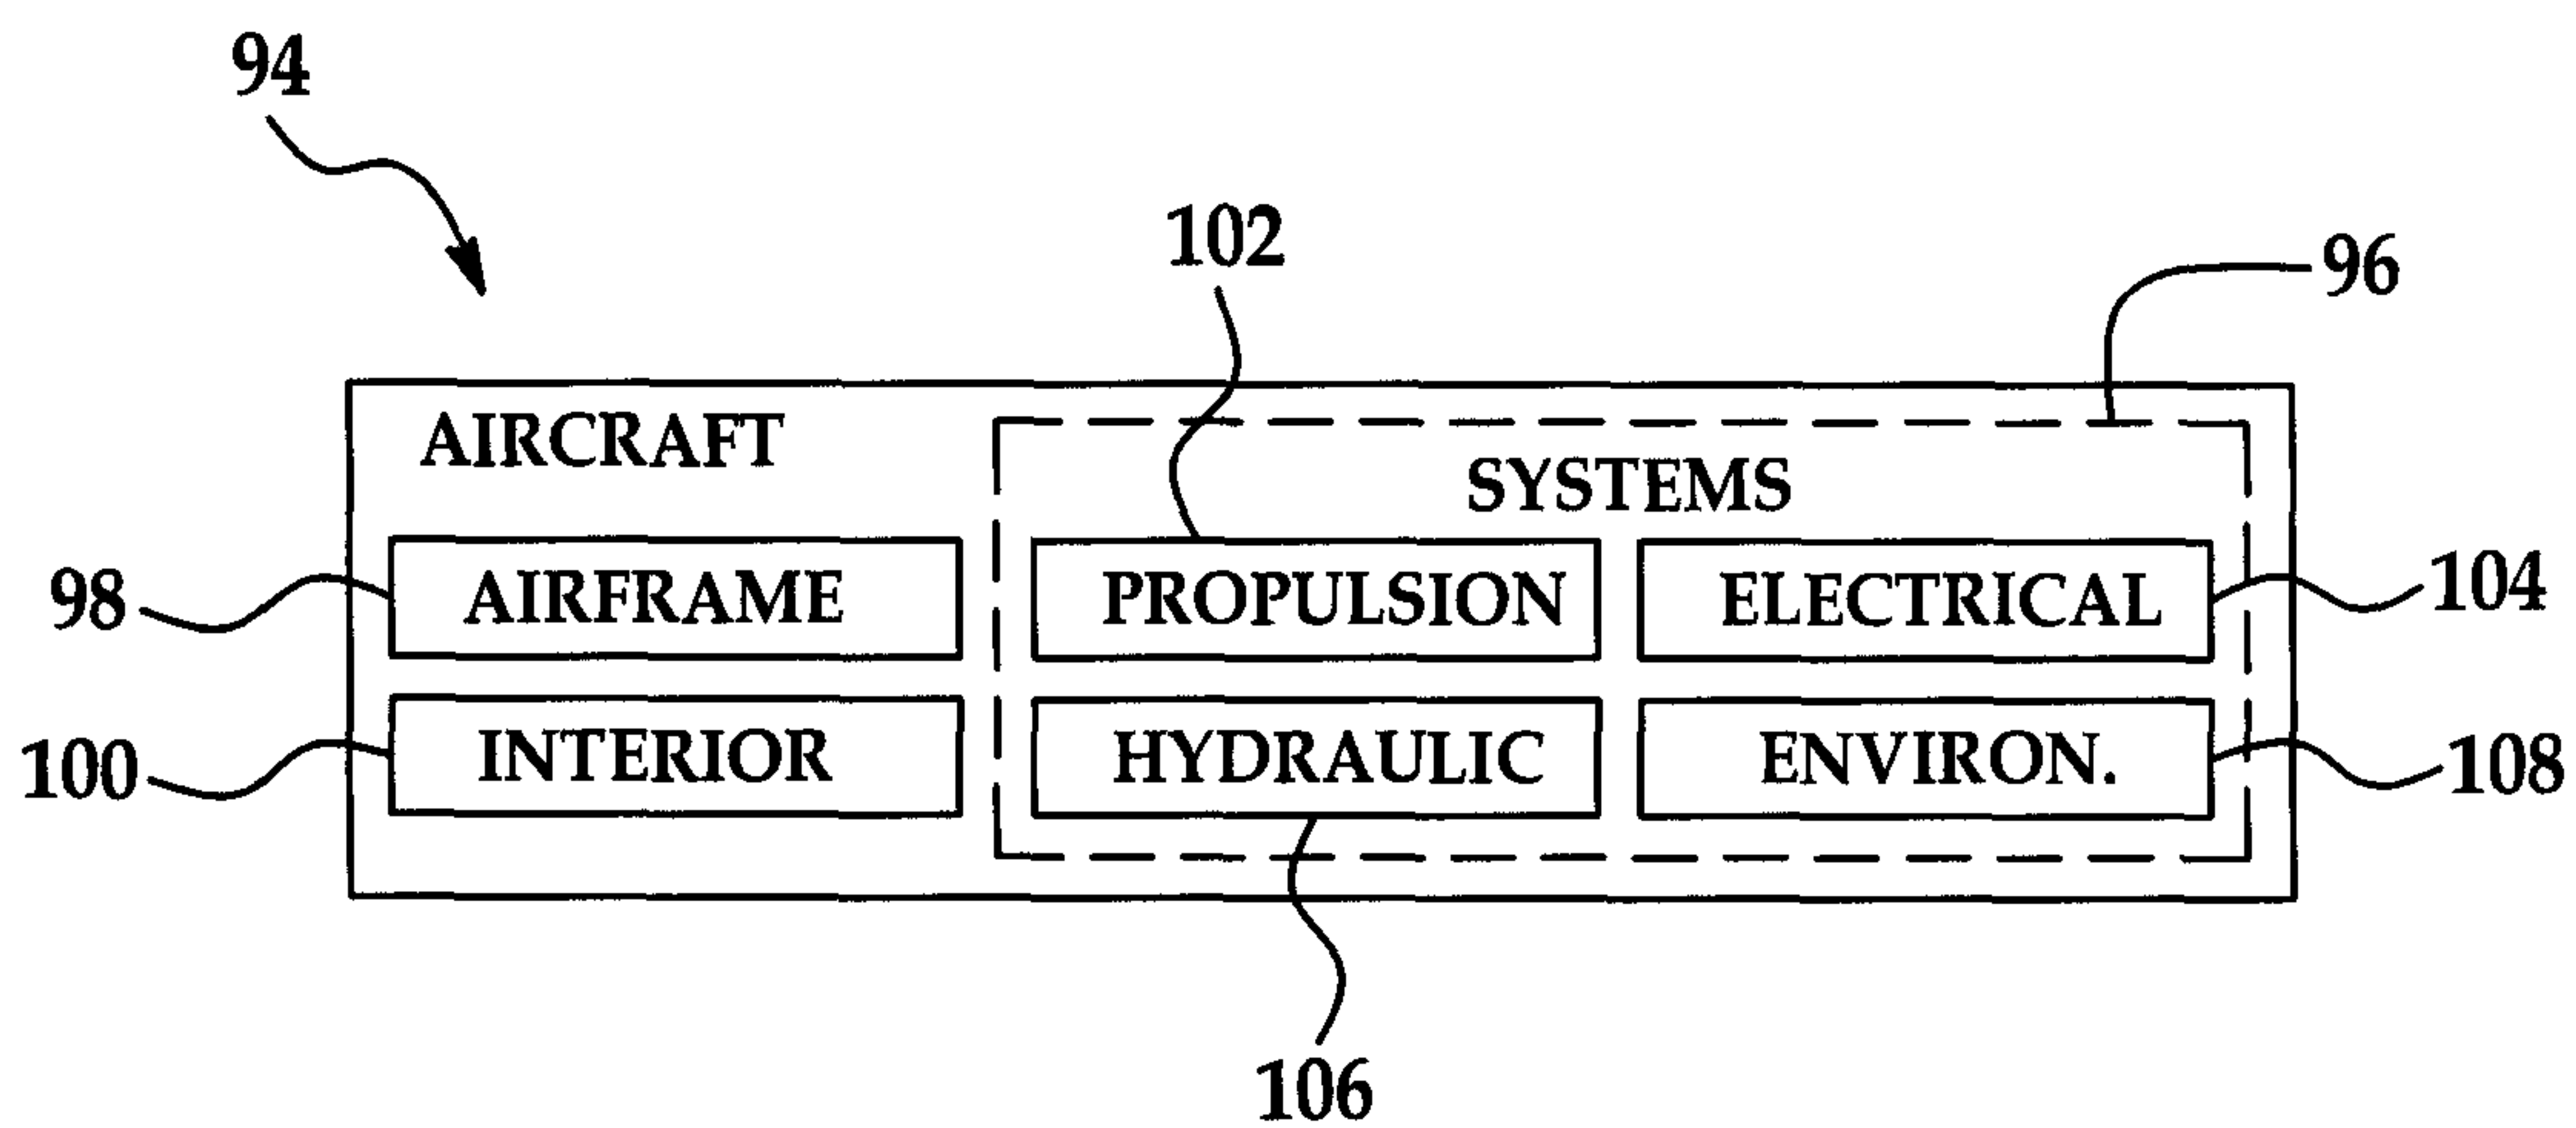 94
102
96
AIRCRAFT
SYSTEMS
98 AIRFRAME PROPULSION ELECTRICAL 104
100 INTERIOR HYDRAULIC ENVIRON. 108
106